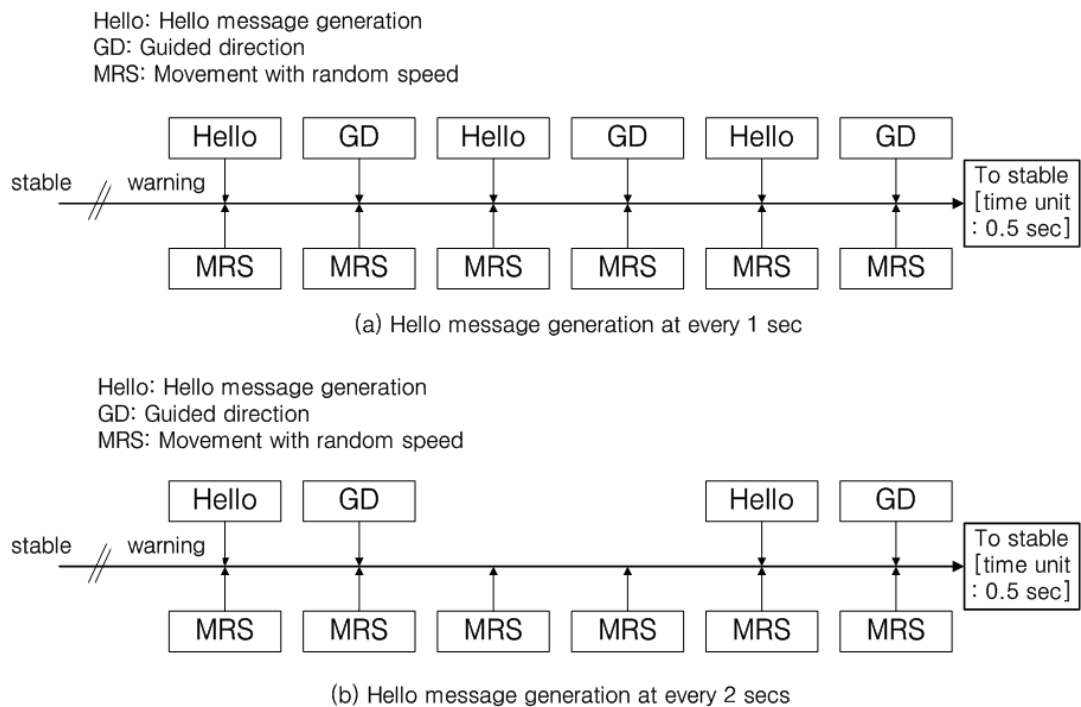 Hello: Hello message generation
GD: Guided direction
MRS: Movement with random speed
Hello GD Hello GD Hello GD
stable warning
To stable
[time unit
: 0.5 sec]
MRS MRS MRS MRS MRS MRS
(a) Hello message generation at every 1 sec
Hello: Hello message generation
GD: Guided direction
MRS: Movement with random speed
Hello GD Hello GD
stable warning
To stable
[time unit
: 0.5 sec]
MRS MRS MRS MRS MRS MRS
(b) Hello message generation at every 2 secs